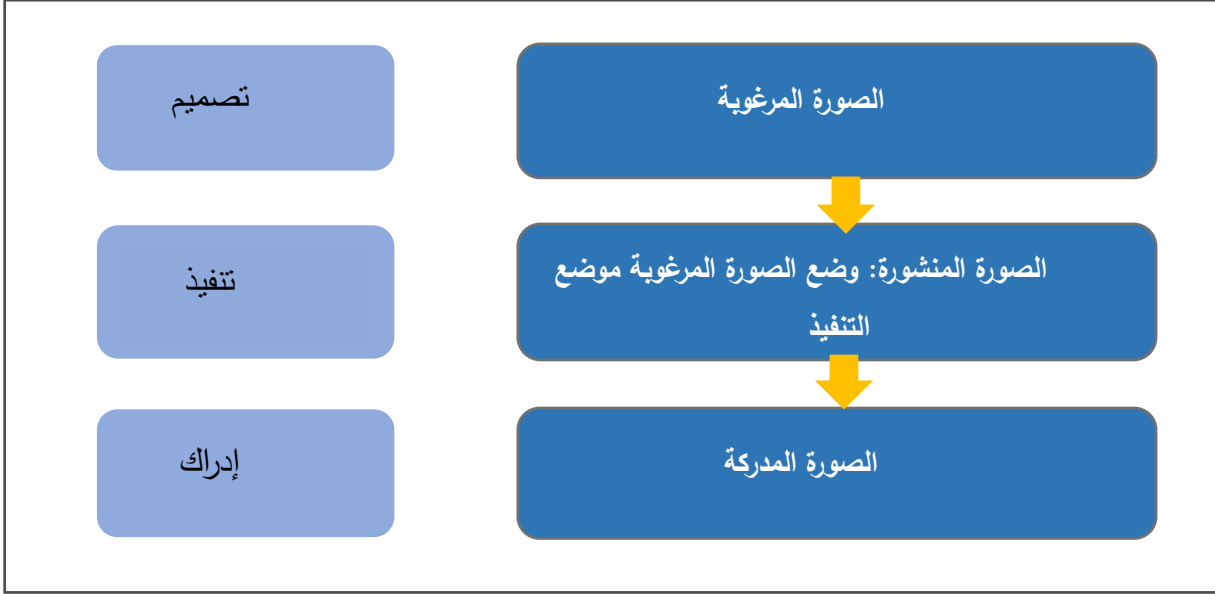 الصورة المرغوبة
تصميم
الصورة المنشورة: وضع الصورة المرغوبة موضع
التنفيذ
تنفيذ
الصورة المدركة
إدراك